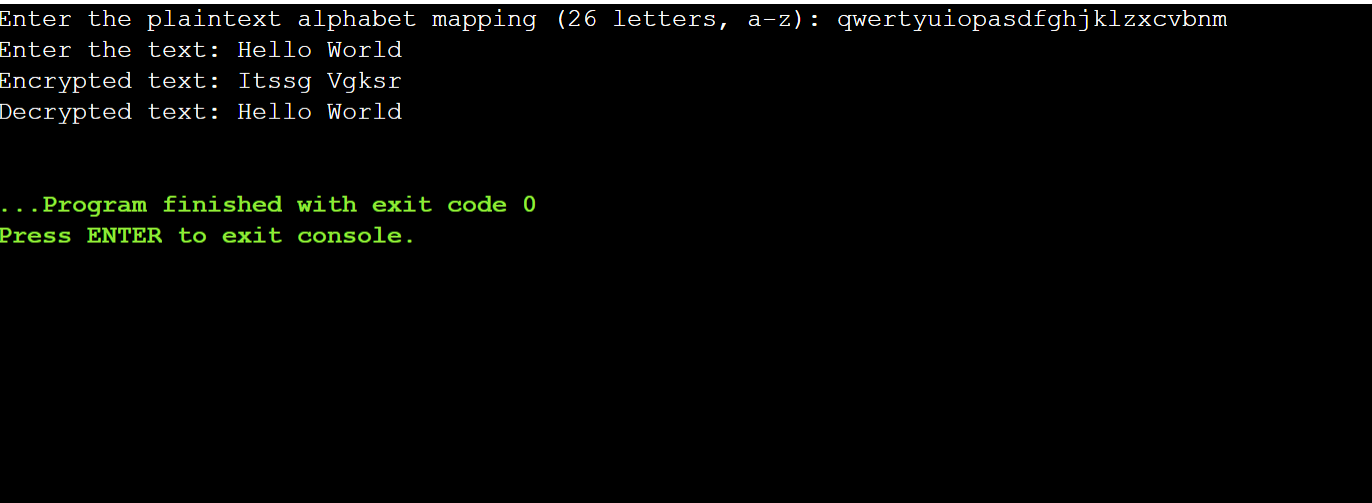 Enter the plaintext alphabet mapping (26 letters, a-z): qwertyuiopasdfghjklzxcvbnm
Enter the text: Hello World
Encrypted text: Itssg Vgksr
Decrypted text: Hello World
...Program finished with exit code 0
Press ENTER to exit console.